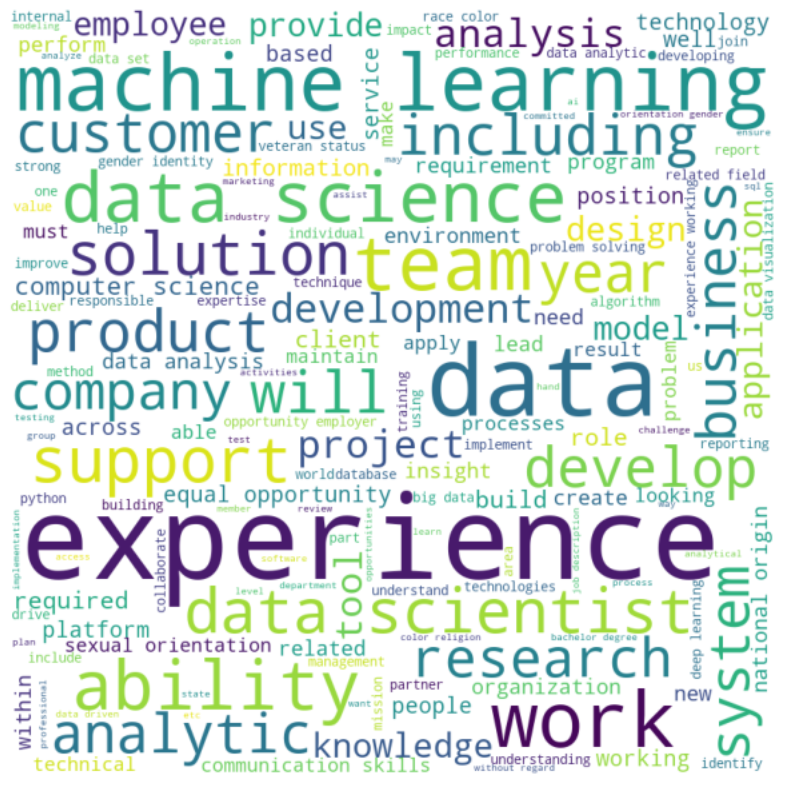 internal
employee
provide
race color
technology
modeling
operation
impact
analysis
well
join
perform
based
service
performance
data analytic
developing
analyze
data set
make
machine learning
ai
committed
orientation gender
customer
use
including
ensure
veteran status
strong
gender identity
information
requirement
program
report
may
related field
sql
one
data science
marketing
assist
position
business
experience working
data visualization
value
must
industry
design
application
help
individual
environment
solution
team
year
problem solving
improve
computer science
technique
deliver
responsible
expertise
development
need
algorithm
model
product
client
maintain
apply
lead
result
problem
data analysis
method
activities
data
us
company
will
training
using
processes
hand
testing
opportunity employer
across
able
project
role
challenge
group
test
implement
reporting
support
world
database
insight
develop
python
equal opportunity
big data
build
create
looking
building
member
review
may
experience
implementation
collaborate
part
opportunities
learn
area
job description
analytical
national origin
access
software
process
system
required
level
department
understand
technologies
data scientist
tool
deep learning
drive
platform
color religion
bachelor degree
plan
sexual orientation
related
research
include
management
within
professional
ability
state
mission
partner
organization
new
want
people
work
data driven
etc
analytic
knowledge
understanding
working
technical
communication skills
without regard
identify